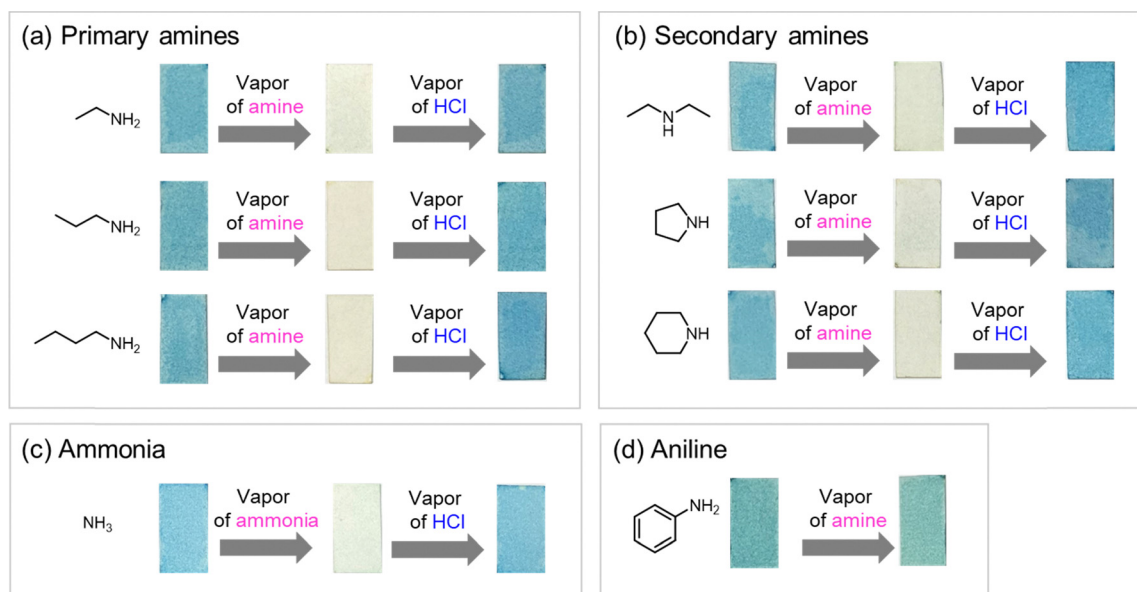 (a) Primary amines
Vapor
of amine
Vapor
of HCl
NH2
Vapor
of amine
Vapor
of HCl
NH2
Vapor
of amine
Vapor
of HCl
NH2
(b) Secondary amines
Vapor
of amine
Vapor
of HCl
N
H
Vapor
of amine
Vapor
of HCl
NH
Vapor
of amine
Vapor
of HCl
NH
(c) Ammonia
Vapor
of ammonia
Vapor
of HCl
NH3
(d) Aniline
NH2
Vapor
of amine